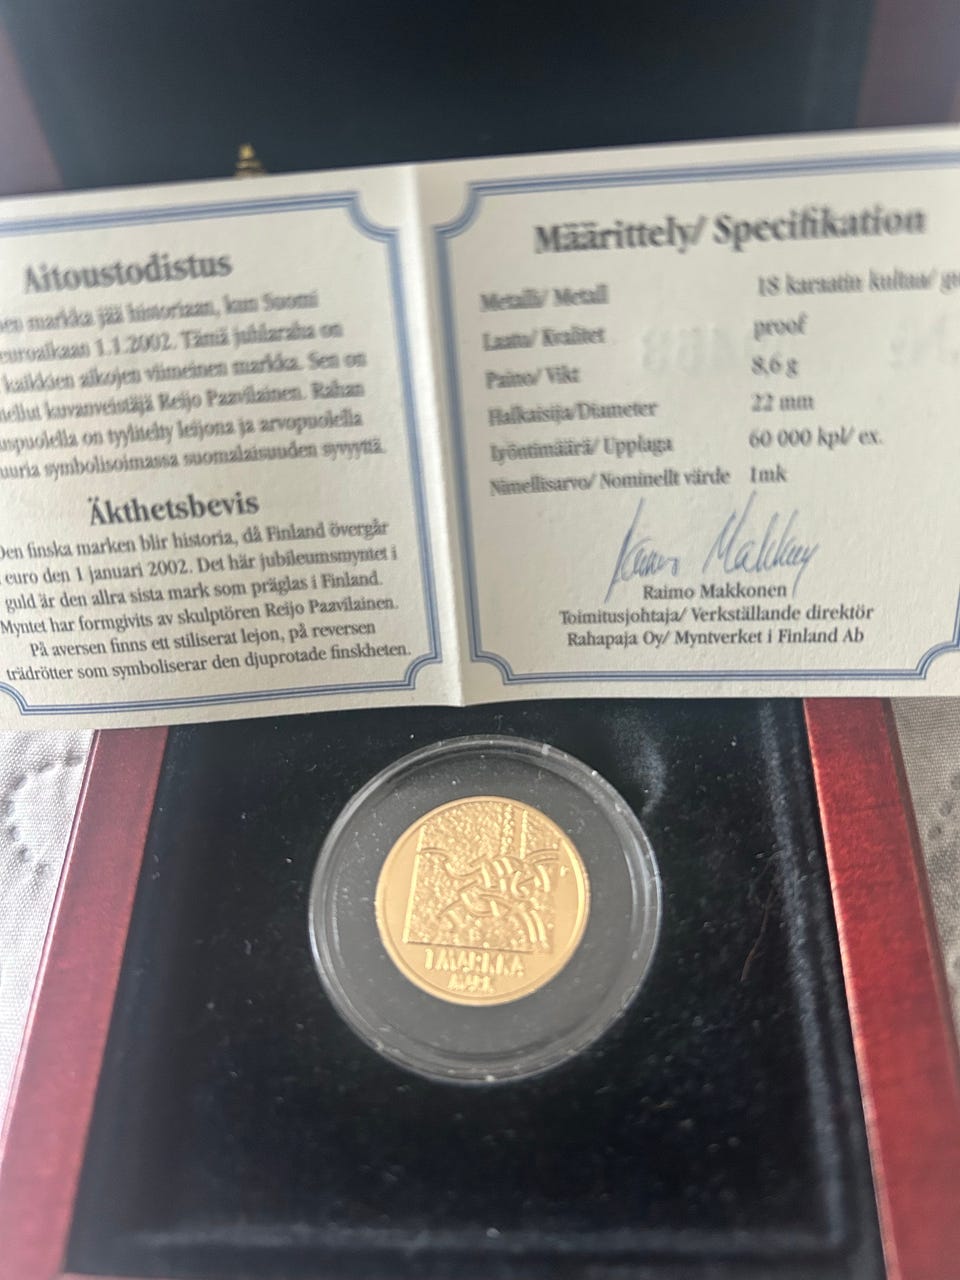 Aitoustodistus
markka jää historiaan, kun Suomi
euroaikaan 1.1.2002. Tämä juhlaraha on
kaikkien aikojen viimeinen markka. Sen on
kuvanveistäjä Reijo Paavilainen. Rahan
on tyylitelty leijona ja arvopuolella
symbolisoimassa suomalaisuuden syvyyttä.
Äkthetsbevis
Den finska marken blir historia, då Finland övergår
euro den 1 januari 2002. Det här jubileumsmyntet i
guld är den allra sista mark som präglas i Finland.
Myntet har formgivits av skulptören Reijo Paavilainen.
På aversen finns ett stiliserat lejon, på reversen
trädrötter som symboliserar den djuprotade finskheten.
Määrittely/ Specifikation
Metalli/ Metall 18 karaatin kultaa/
Laatu/ Kvalitet proof
Paino/ Vikt 8,6 g
Halkaisija/Diameter 22 mm
Lyöntimäärä/ Upplaga 60 000 kpl/ ex.
Nimellisarvo/ Nominellt värde 1mk
Raimo Makkonen
Toimitusjohtaja/ Verkställande direktör
Rahapaja Oy/ Myntverket i Finland Ab
1 MARKKA